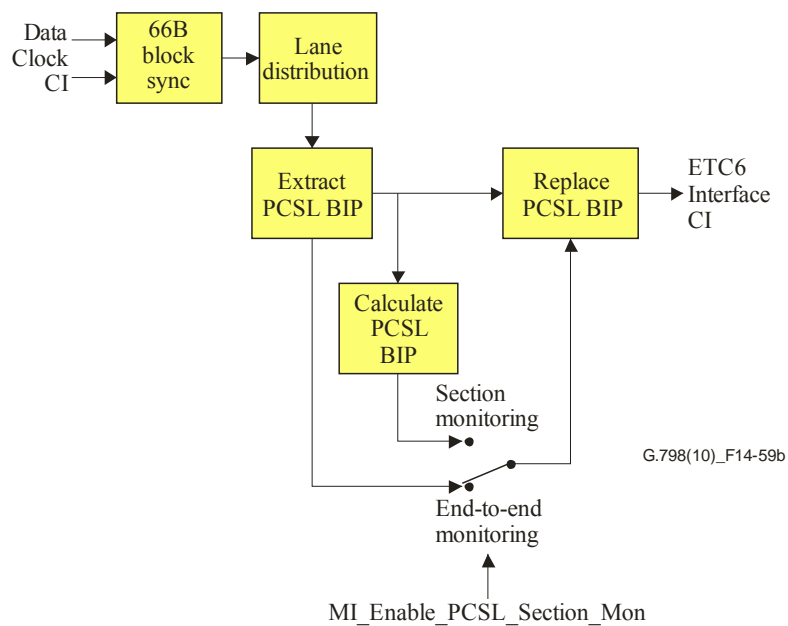 Data
Clock
CI
66B
block
sync
Lane
distribution
Extract
PCSL BIP
Replace
PCSL BIP
ETC6
Interface
CI
Calculate
PCSL
BIP
Section
monitoring
G.798(10)_F14-59b
End-to-end
monitoring
MI_Enable_PCSL_Section_Mon